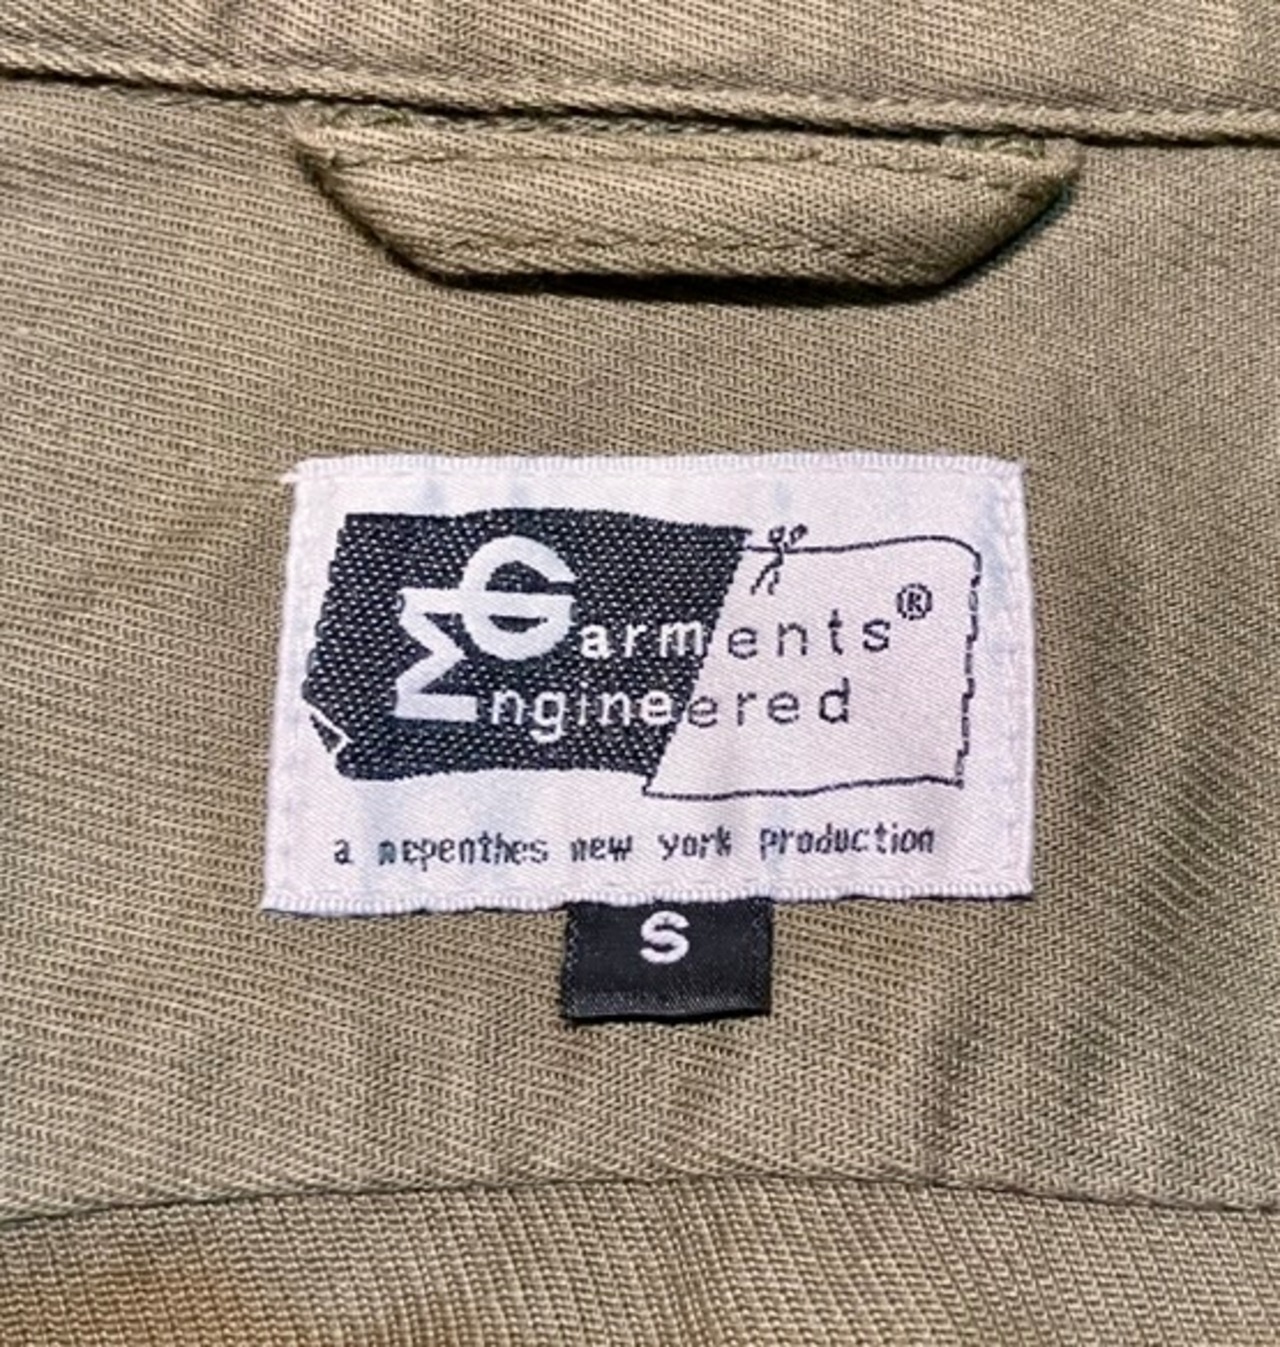 Garments®
Engineered
a nepenthes new york production
S